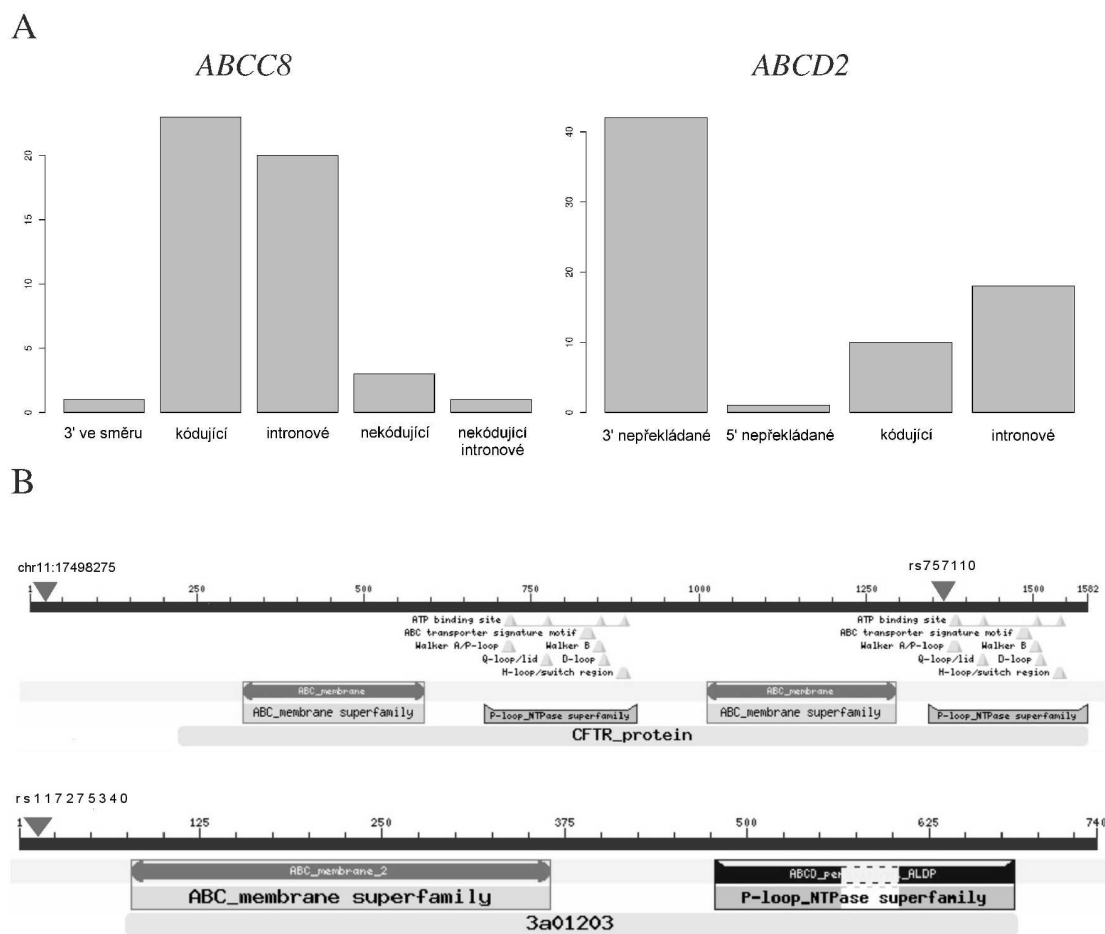 A
ABCC8
ABCD2
20
15
10
5
0
3' ve směru
kódující
intronové
nekódující
nekódující
intronové
40
30
20
10
0
3' nepřekládané
5' nepřekládané
kódující
intronové
B
chr11:17498275
rs757110
1 250 500 750 1000 1250 1500 1582
ATP binding site
ATP binding site
ABC transporter signature motif
ABC transporter signature motif
Walker A/P-loop Walker B
Walker A/P-loop Walker B
Q-loop/lid D-loop
Q-loop/lid D-loop
H-loop/switch region
H-loop/switch region
ABC_membrane
ABC_membrane
ABC_membrane superfamily
P-loop_NTPase superfamily
ABC_membrane superfamily
P-loop_NTPase superfamily
CFTR_protein
rs117275340
1 125 250 375 500 625 740
ABC_membrane_2
ABCD_per _ALDP
ABC_membrane superfamily
P-loop_NTPase superfamily
3a01203